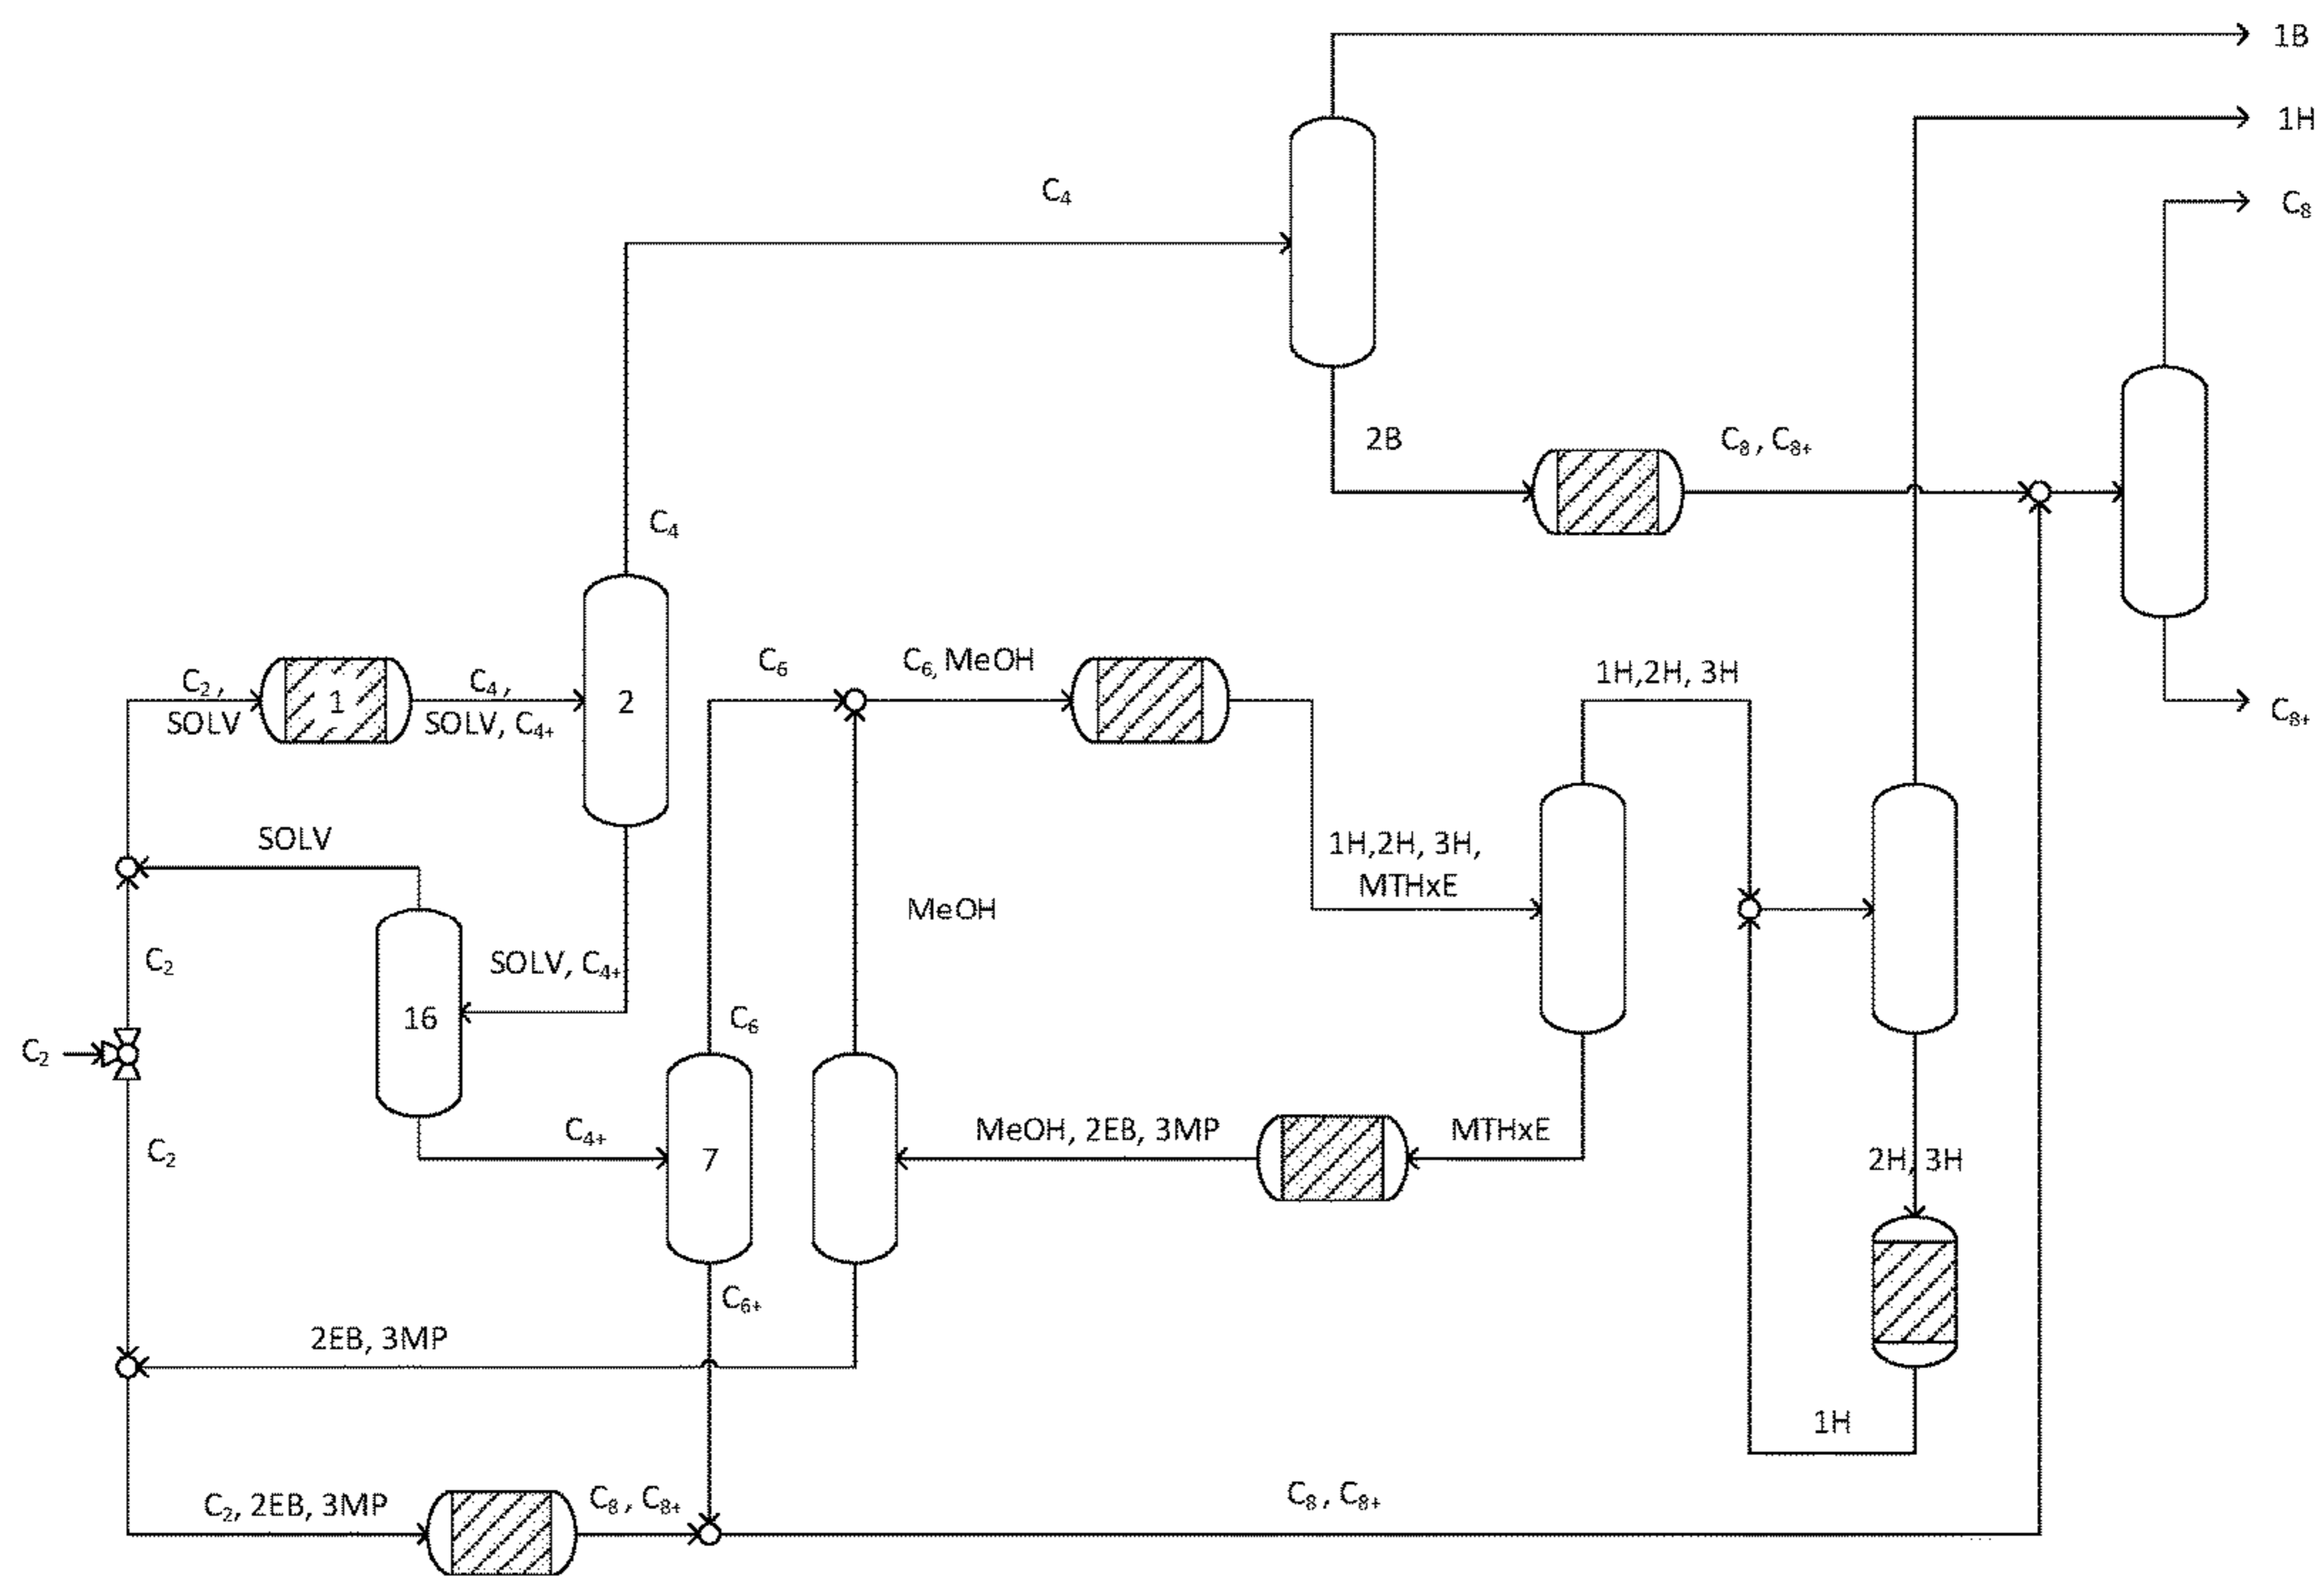 1B
1H
C₄
C₈
2B
C₈, C₈₊
C₄
C₆
C₆, MeOH
1H,2H, 3H
C₂,
SOLV
1
C₄,
SOLV, C₄₊
2
C₈₊
SOLV
1H,2H, 3H,
MTHxE
MeOH
C₂
SOLV, C₄₊
16
C₆
C₂
C₂
C₄₊
7
MeOH, 2EB, 3MP
MTHxE
2H, 3H
C₆₊
2EB, 3MP
1H
C₂, 2EB, 3MP
C₈, C₈₊
C₈, C₈₊